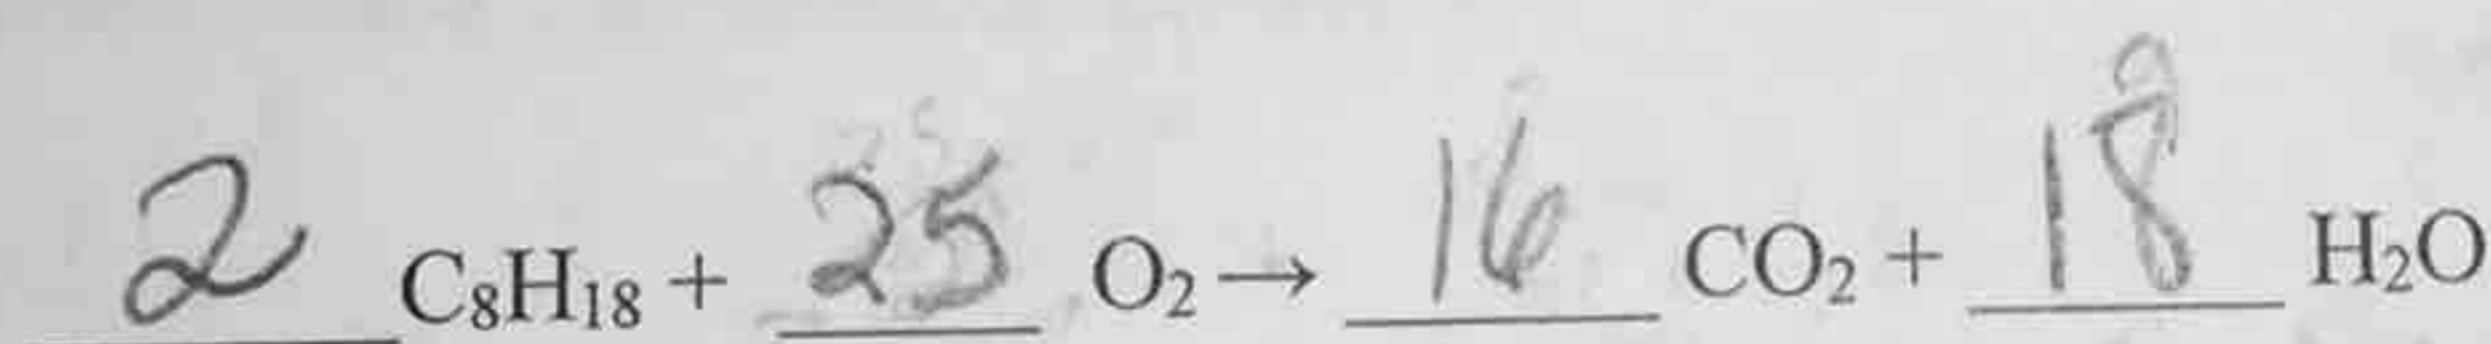 2 C₈H₁₈ + 25 O₂ → 16 CO₂ + 18 H₂O